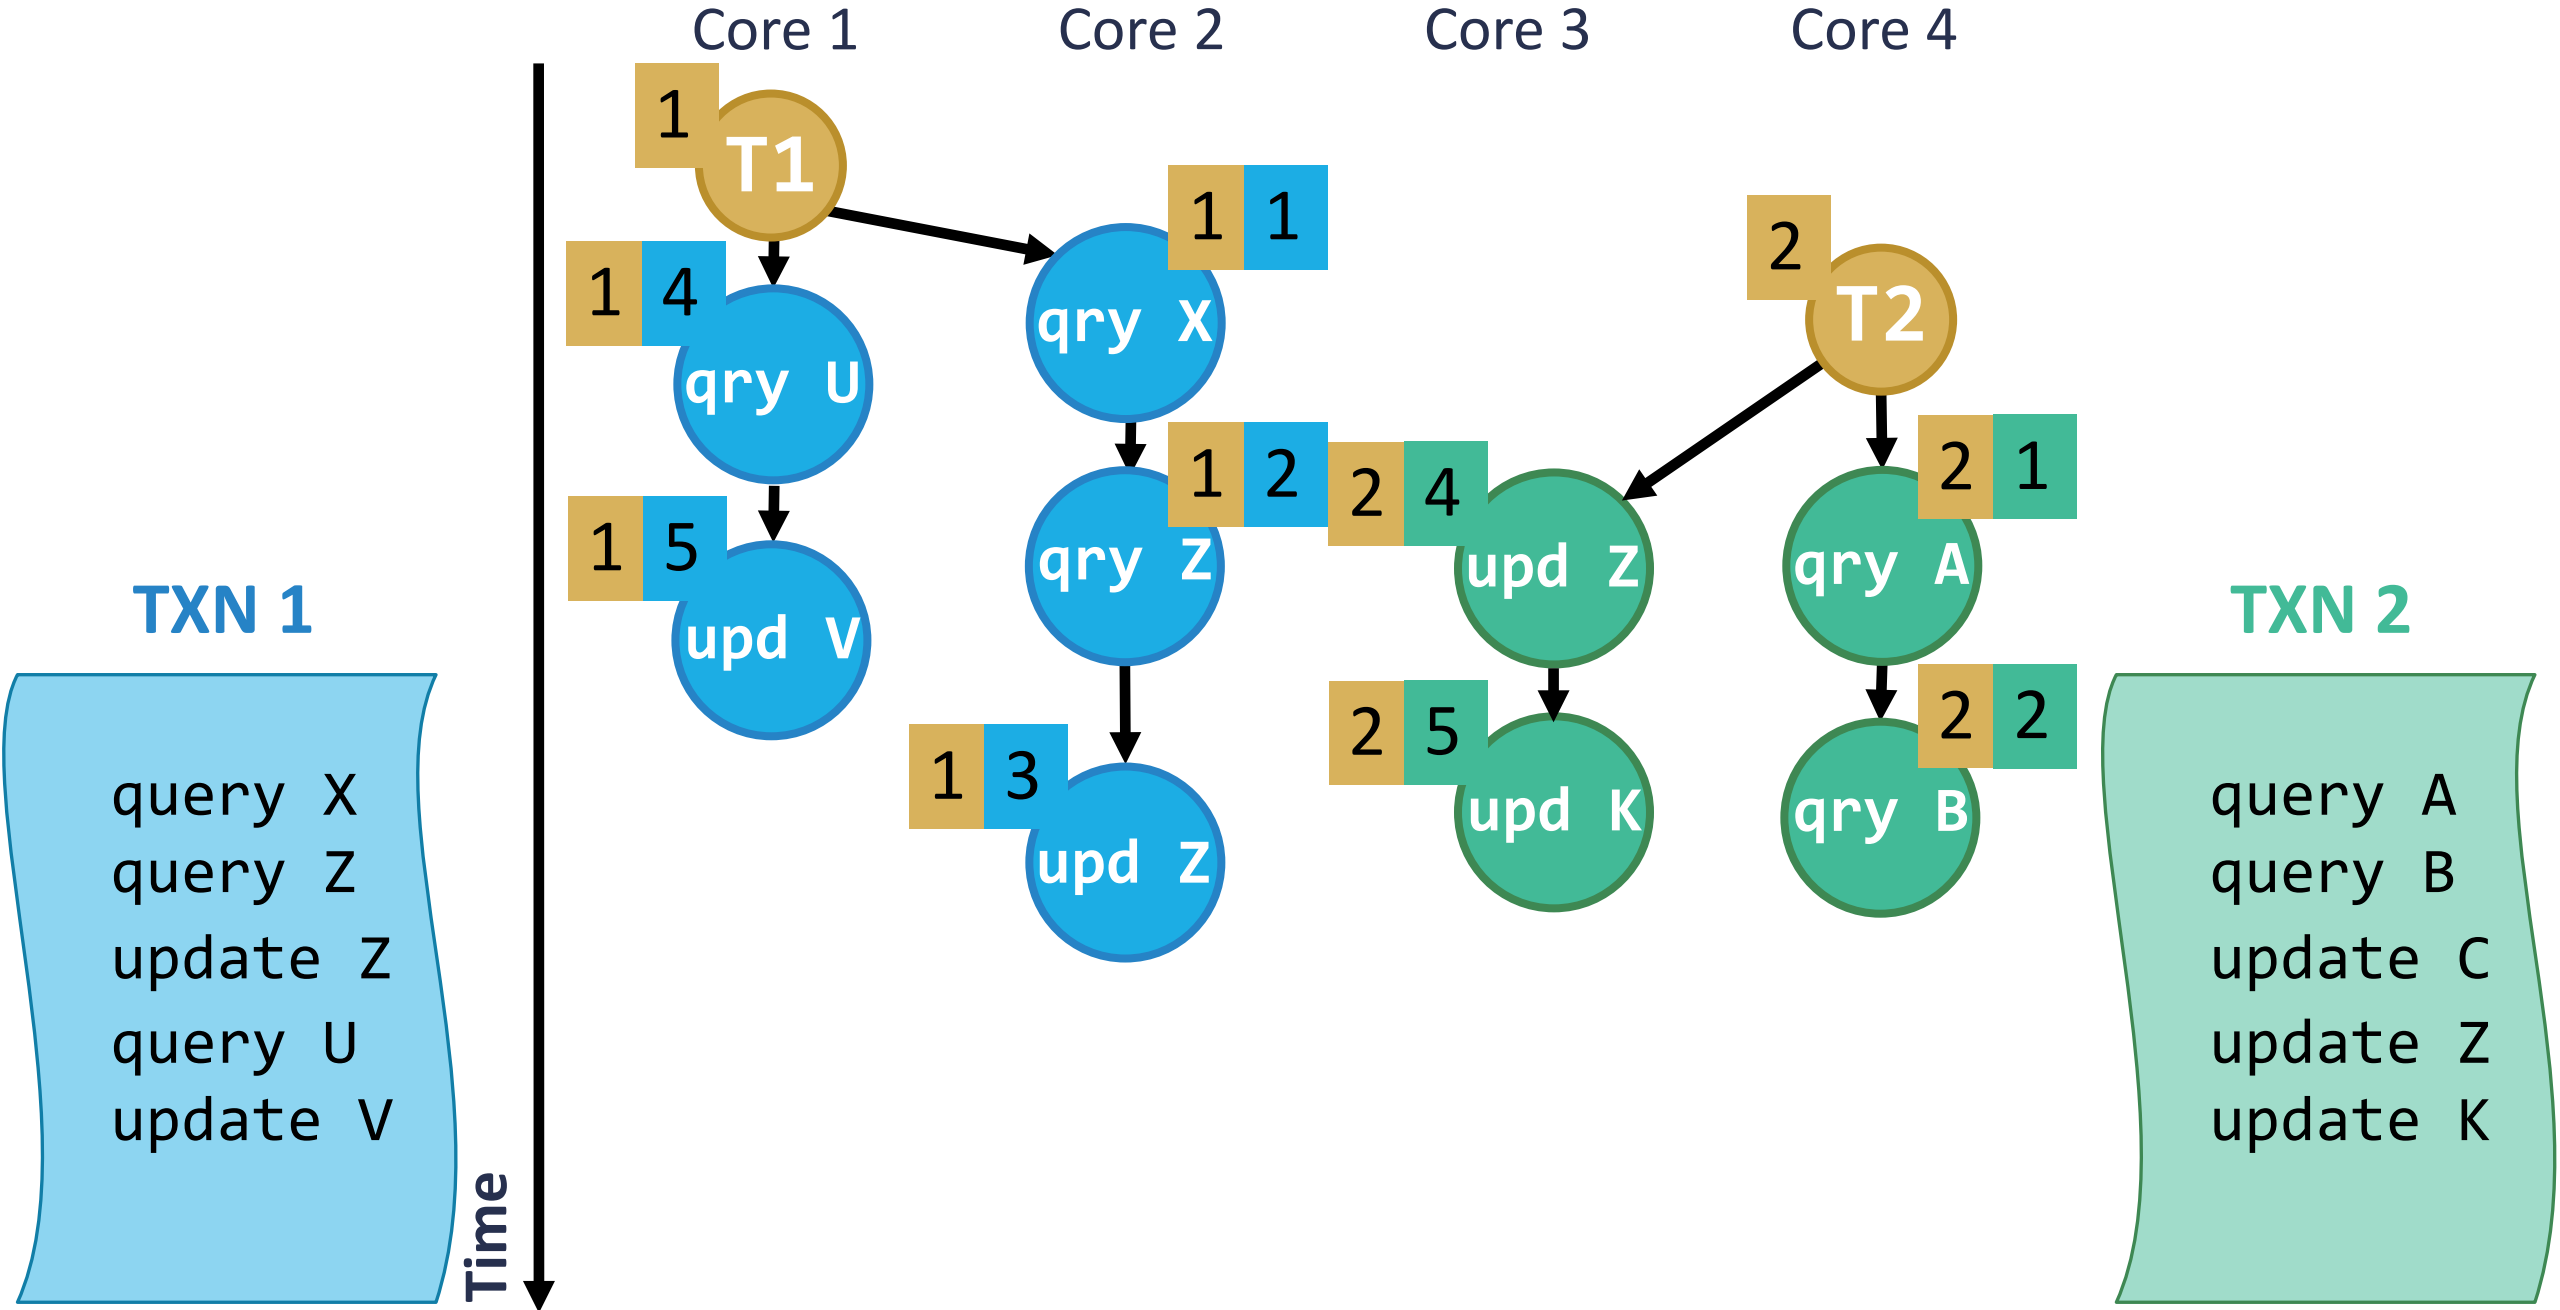 Core 1 Core 2 Core 3 Core 4
1
T1
1 1
2
T2
1 4
qry X
qry U
1 2
2 4
2 1
1 5
qry Z
upd Z
qry A
upd V
1 3
2 5
2 2
upd Z
upd K
qry B
TXN 1
query X
query Z
update Z
query U
update V
Time
TXN 2
query A
query B
update C
update Z
update K